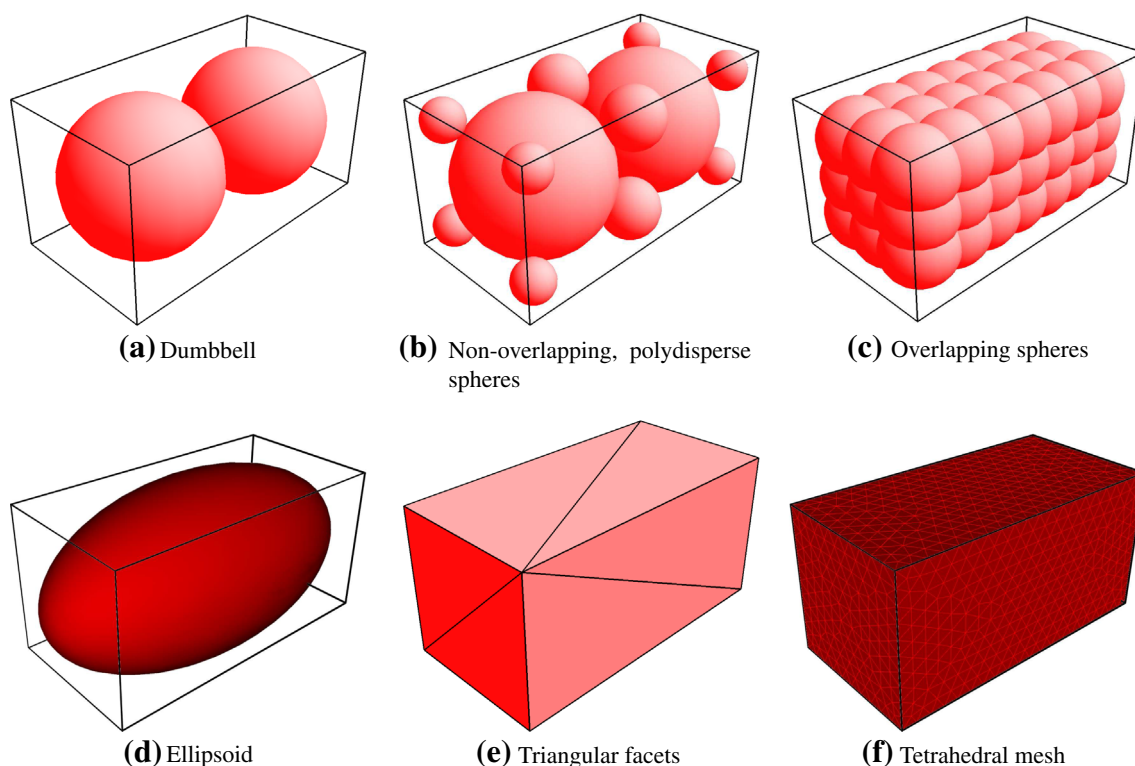 (a) Dumbbell
(b) Non-overlapping, polydisperse
spheres
(c) Overlapping spheres
(d) Ellipsoid
(e) Triangular facets
(f) Tetrahedral mesh